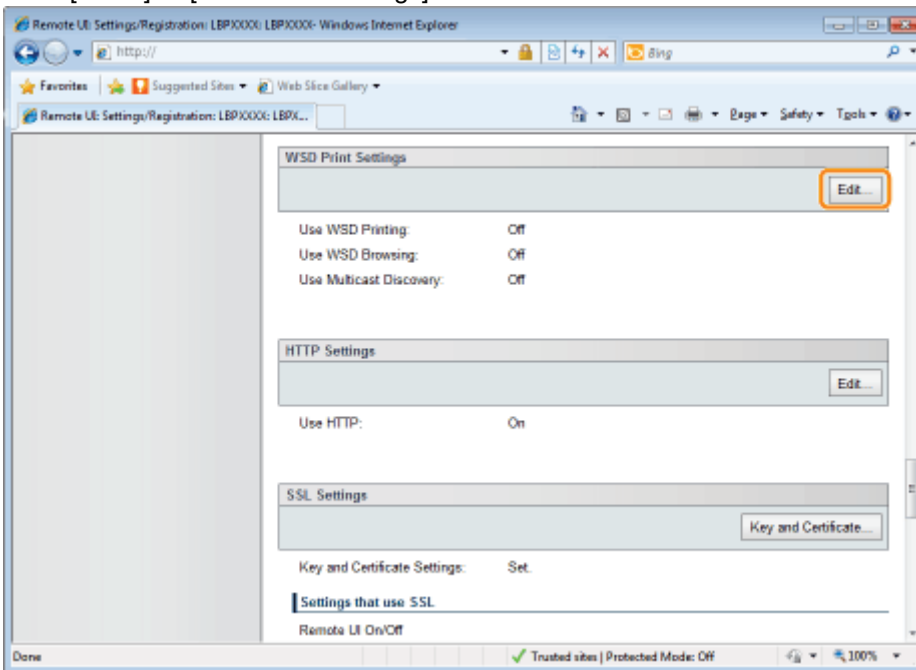 Remote UI: Settings/Registration: LBPXXXX: LBPXXXX- Windows Internet Explorer
http:// Bing
Favorites Suggested Sites Web Slice Gallery
Remote UI: Settings/Registration: LBPXXXX: LBPX... Page Safety Tools
WSD Print Settings
Edit...
Use WSD Printing: Off
Use WSD Browsing: Off
Use Multicast Discovery: Off
HTTP Settings
Edit...
Use HTTP: On
SSL Settings
Key and Certificate...
Key and Certificate Settings: Set.
Settings that use SSL
Remote UI On/Off
Done Trusted sites | Protected Mode: Off 100%